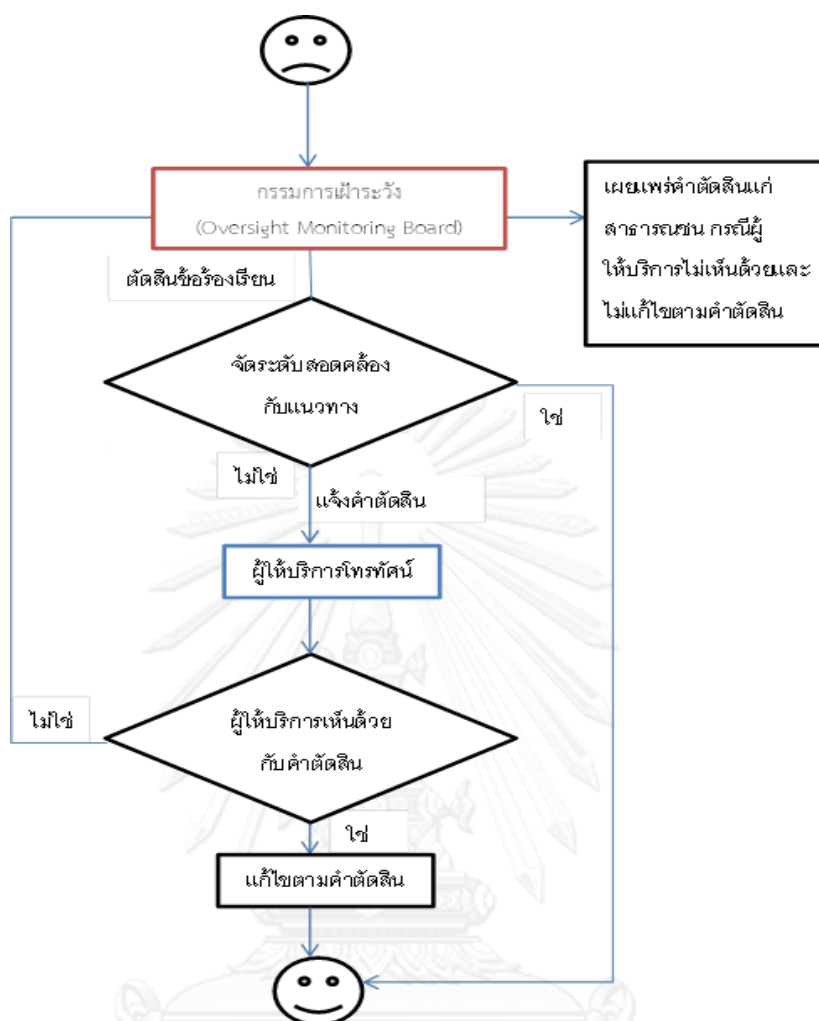 กรรมการเฝ้าระวัง
(Oversight Monitoring Board)
เผยแพร่คำตัดสินแก่
สาธารณชน กรณีผู้
ให้บริการไม่เห็นด้วยและ
ไม่แก้ไขตามคำตัดสิน
ตัดสินข้อร้องเรียน
จัดระดับสอดคล้อง
กับแนวทาง
ใช่
ไม่ใช่
แจ้งคำตัดสิน
ผู้ให้บริการโทรทัศน์
ไม่ใช่
ผู้ให้บริการเห็นด้วย
กับคำตัดสิน
ใช่
แก้ไขตามคำตัดสิน